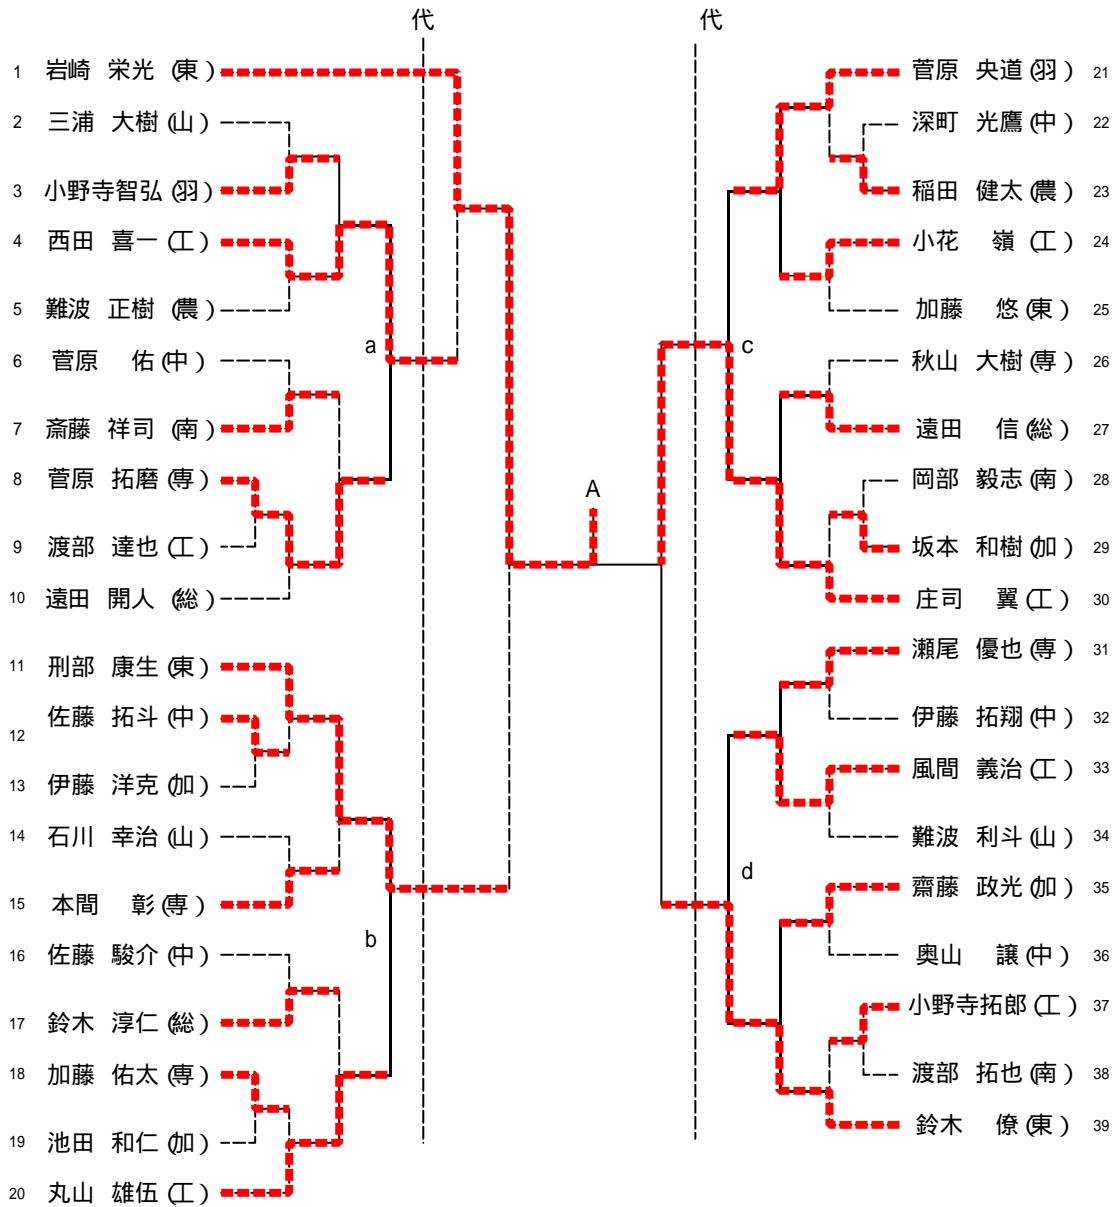 代 代
1 岩崎 栄光 (東)
2 三浦 大樹 (山)
3 小野寺智弘 (羽)
4 西田 喜一 (工)
5 難波 正樹 (農)
6 菅原 佑 (中)
7 斎藤 祥司 (南)
8 菅原 拓磨 (専)
9 渡部 達也 (工)
10 遠田 開人 (総)
11 刑部 康生 (東)
12 佐藤 拓斗 (中)
13 伊藤 洋克 (加)
14 石川 幸治 (山)
15 本間 彰 (専)
16 佐藤 駿介 (中)
17 鈴木 淳仁 (総)
18 加藤 佑太 (専)
19 池田 和仁 (加)
20 丸山 雄伍 (工)
a
b
A
c
d
菅原 央道 (羽) 21
深町 光鷹 (中) 22
稲田 健太 (農) 23
小花 嶺 (工) 24
加藤 悠 (東) 25
秋山 大樹 (専) 26
遠田 信 (総) 27
岡部 毅志 (南) 28
坂本 和樹 (加) 29
庄司 翼 (工) 30
瀬尾 優也 (専) 31
伊藤 拓翔 (中) 32
風間 義治 (工) 33
難波 利斗 (山) 34
齋藤 政光 (加) 35
奥山 譲 (中) 36
小野寺拓郎 (工) 37
渡部 拓也 (南) 38
鈴木 僚 (東) 39